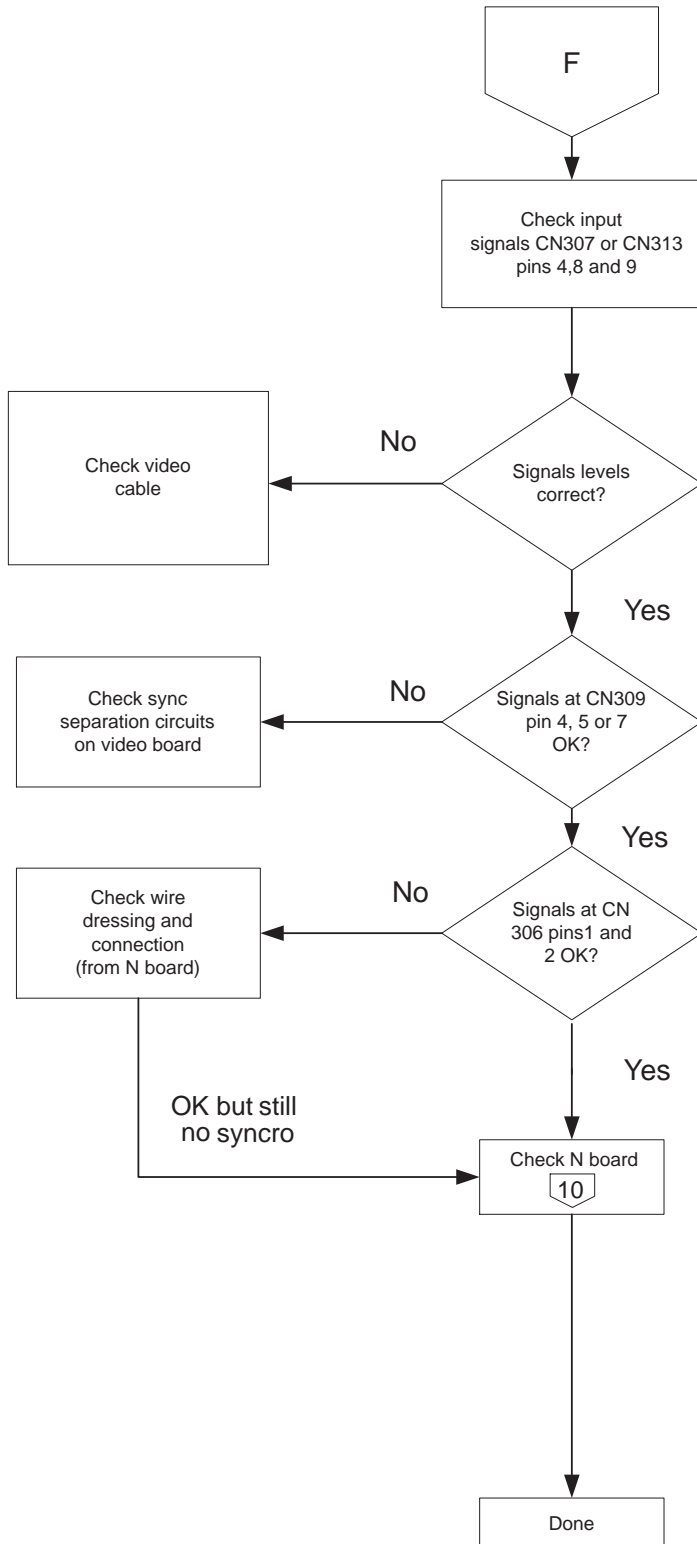 F
Check input
signals CN307 or CN313
pins 4,8 and 9
No
Check video
cable
Signals levels
correct?
Yes
No
Check sync
separation circuits
on video board
Signals at CN309
pin 4, 5 or 7
OK?
Yes
No
Check wire
dressing and
connection
(from N board)
Signals at CN
306 pins1 and
2 OK?
Yes
OK but still
no syncro
Check N board
10
Done